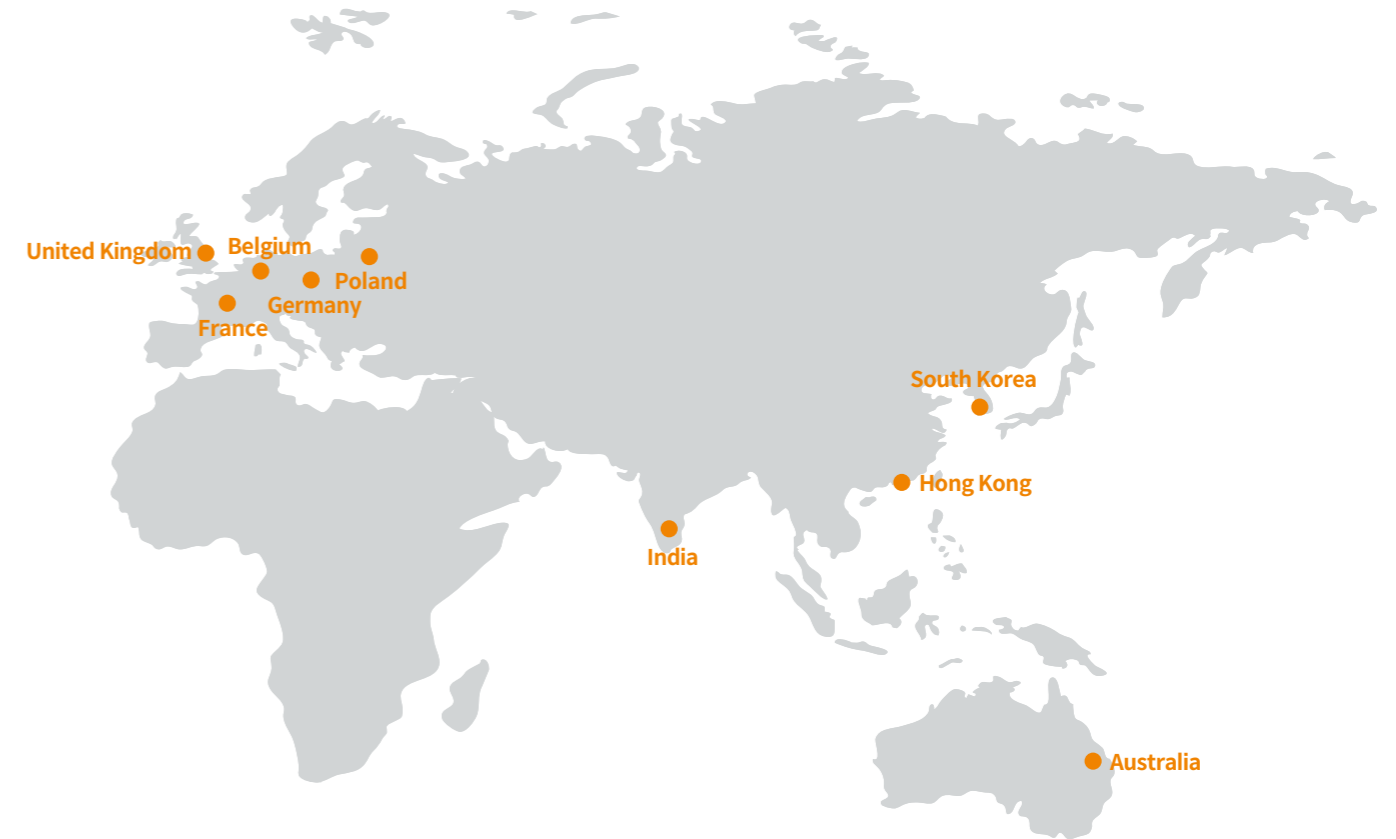 United Kingdom
Belgium
Poland
Germany
France
South Korea
Hong Kong
India
Australia